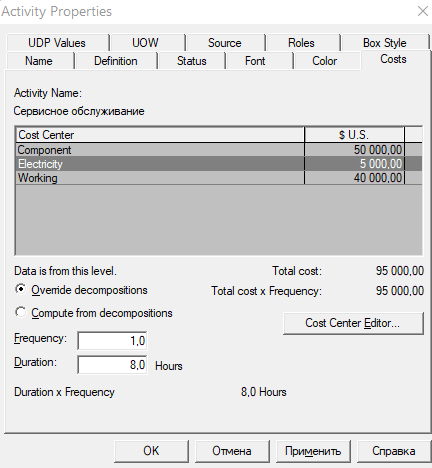 Activity Properties
UDP Values UOW Source Roles Box Style
Name Definition Status Font Color Costs
Activity Name:
Сервисное обслуживание
Cost Center $ U.S.
Component 50 000,00
Electricity 5 000,00
Working 40 000,00
Data is from this level. Total cost: 95 000,00
Override decompositions Total cost x Frequency: 95 000,00
Compute from decompositions
Cost Center Editor...
Frequency: 1,0
Duration: 8,0 Hours
Duration x Frequency 8,0 Hours
OK Отмена Применить Справка